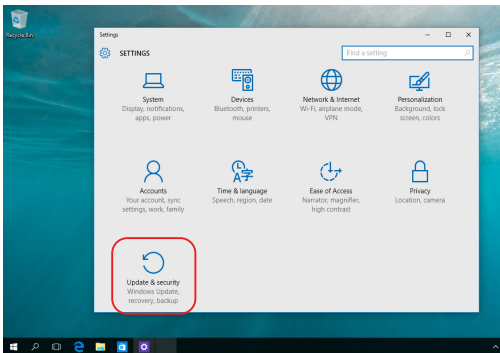 Recycle Bin
Settings
SETTINGS
Find a setting
System
Display, notifications,
apps, power
Devices
Bluetooth, printers,
mouse
Network & Internet
Wi-Fi, airplane mode,
VPN
Personalization
Background, lock
screen, colors
Accounts
Your account, sync
settings, work, family
Time & language
Speech, region, date
Ease of Access
Narrator, magnifier,
high contrast
Privacy
Location, camera
Update & security
Windows Update,
recovery, backup